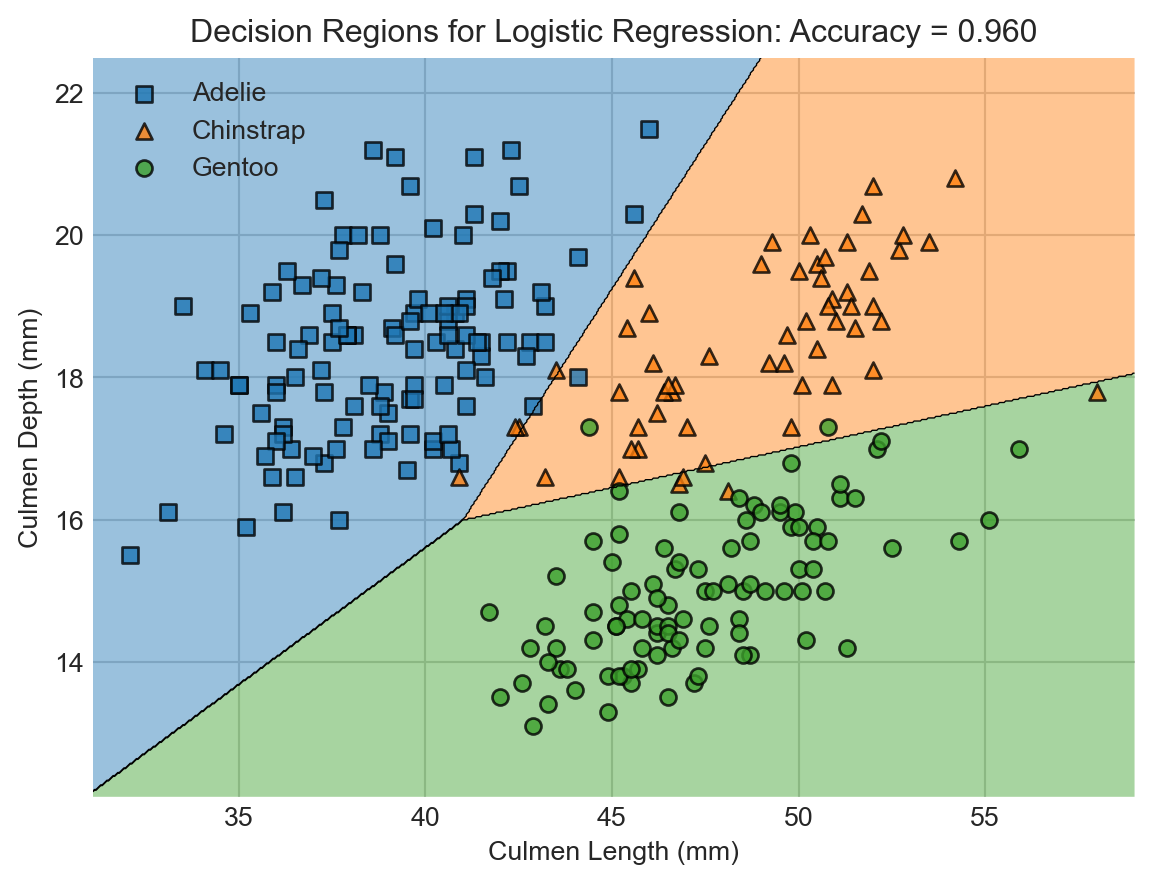 Decision Regions for Logistic Regression: Accuracy = 0.960
Adelie
Chinstrap
Gentoo
22
20
18
16
14
Culmen Depth (mm)
35 40 45 50 55
Culmen Length (mm)